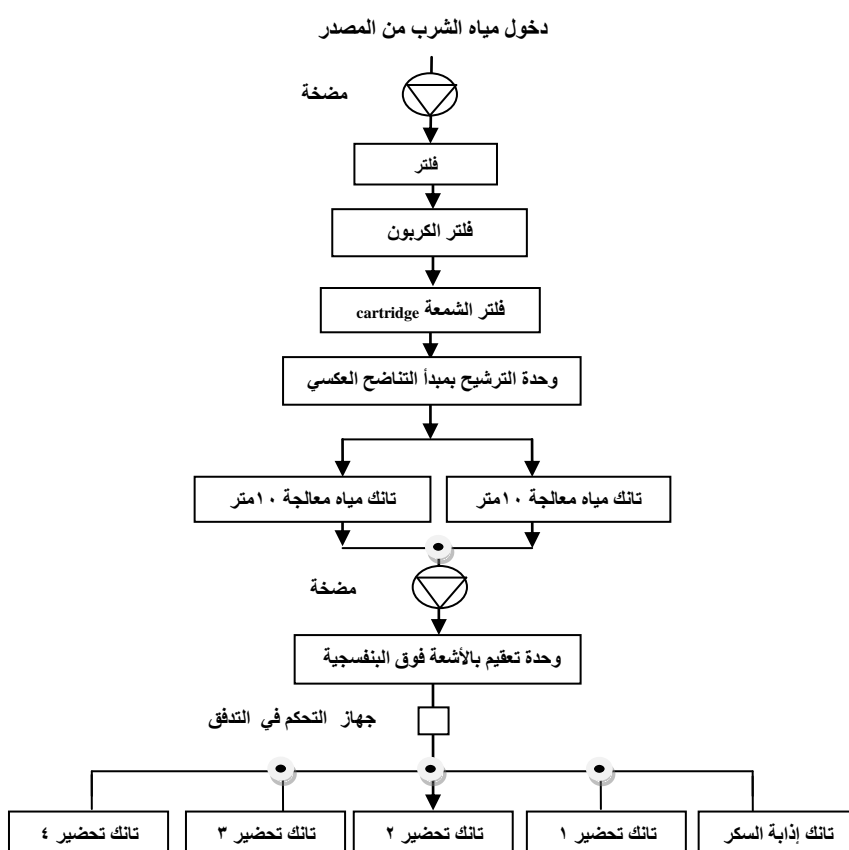 دخول مياه الشرب من المصدر
مضخة
فلتر
فلتر الكربون
فلتر الشمعة cartridge
وحدة الترشيح بمبدأ التناضح العكسي
تانك مياه معالجة ١٠متر
تانك مياه معالجة ١٠متر
مضخة
وحدة تعقيم بالأشعة فوق البنفسجية
جهاز التحكم في التدفق
تانك إذابة السكر
تانك تحضير ١
تانك تحضير ٢
تانك تحضير ٣
تانك تحضير ٤